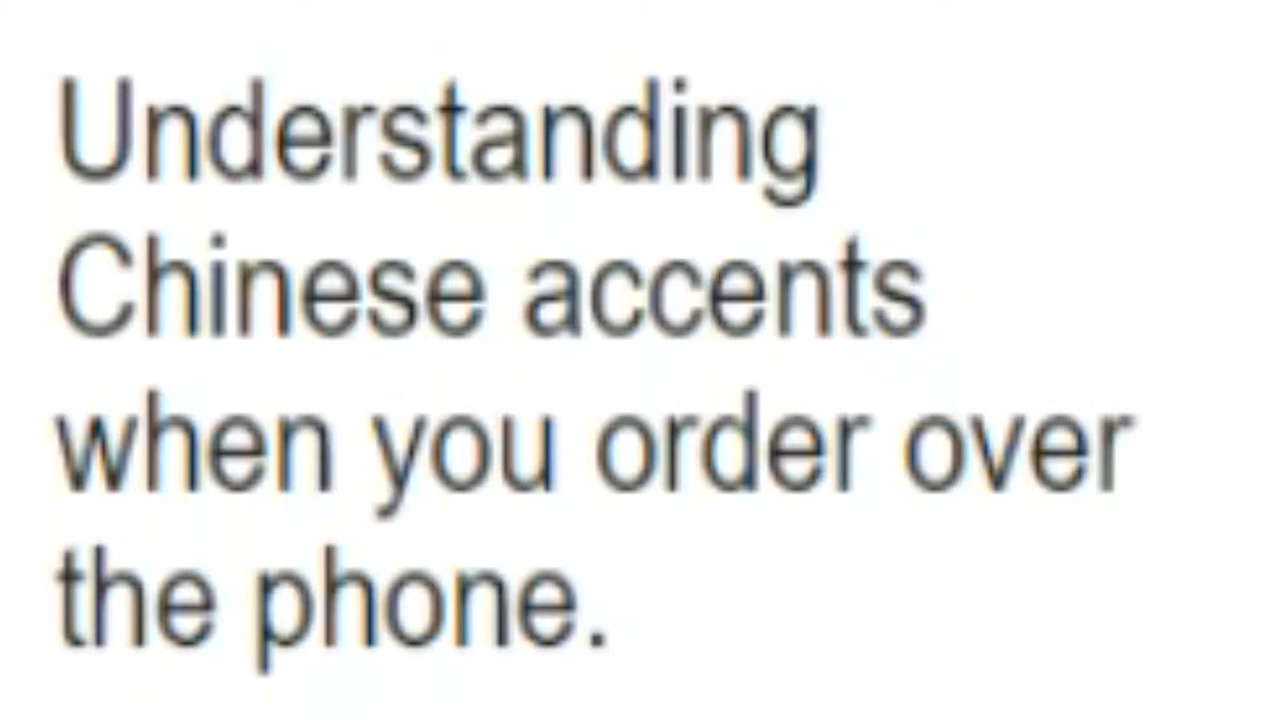 Understanding
Chinese accents
when you order over
the phone.